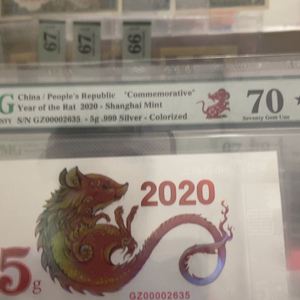 67
67
66
G China / People's Republic "Commemorative"
Year of the Rat 2020 - Shanghai Mint
S/N GZ00002635 - 5g .999 Silver - Colorized
70 ★
Seventy Gem Unc
2020
5g
GZ00002635